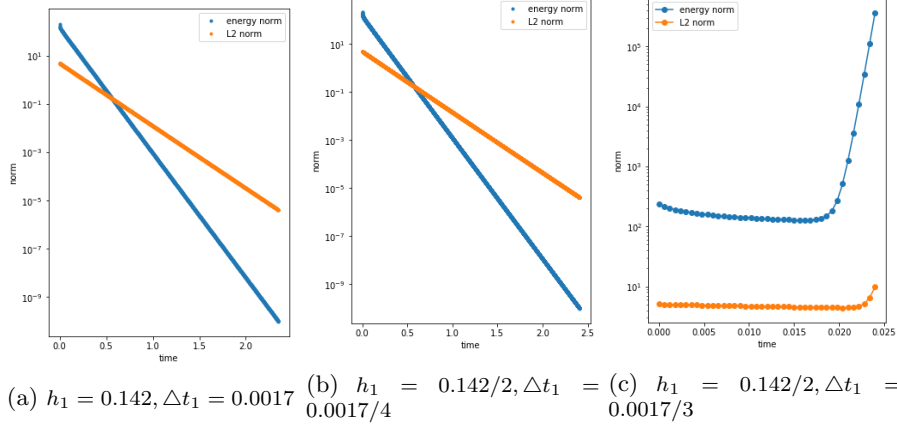 energy norm
L2 norm
10^1
10^{-1}
10^{-3}
10^{-5}
10^{-7}
10^{-9}
norm
0.0 0.5 1.0 1.5 2.0
time
energy norm
L2 norm
10^1
10^{-1}
10^{-3}
10^{-5}
10^{-7}
10^{-9}
norm
0.0 0.5 1.0 1.5 2.0 2.5
time
energy norm
L2 norm
10^5
10^4
10^3
10^2
10^1
norm
0.000 0.005 0.010 0.015 0.020 0.025
time
(a) h_1 = 0.142, △t_1 = 0.0017
(b) h_1 = 0.142/2, △t_1 =
0.0017/4
(c) h_1 = 0.142/2, △t_1 =
0.0017/3